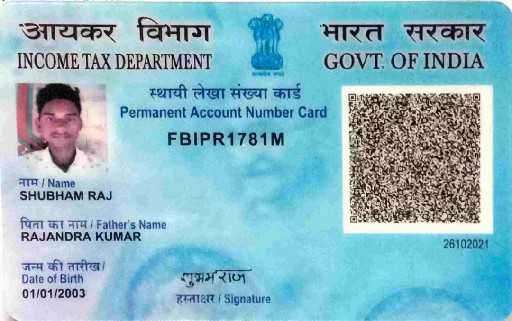 आयकर विभाग
INCOME TAX DEPARTMENT
भारत सरकार
GOVT. OF INDIA
स्थायी लेखा संख्या कार्ड
Permanent Account Number Card
FBIPR1781M
नाम / Name
SHUBHAM RAJ
पिता का नाम / Father's Name
RAJANDRA KUMAR
जन्म की तारीख/
Date of Birth
01/01/2003
शुभम राज
हस्ताक्षर / Signature
26102021